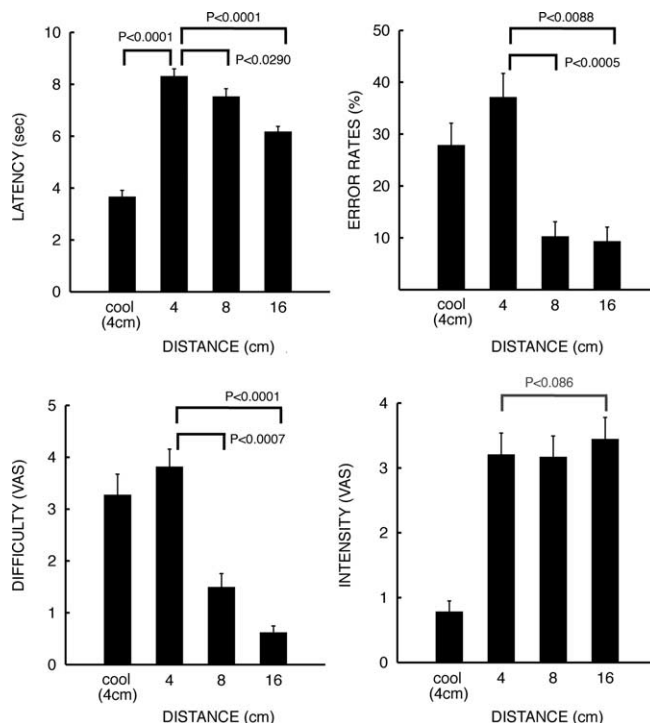 P<0.0001
P<0.0001
P<0.0290
10
8
6
4
2
0
LATENCY (sec)
cool
(4cm)
4
8
16
DISTANCE (cm)
P<0.0088
P<0.0005
50
40
30
20
10
ERROR RATES (%)
cool
(4cm)
4
8
16
DISTANCE (cm)
P<0.0001
P<0.0007
5
4
3
2
1
0
DIFFICULTY (VAS)
cool
(4cm)
4
8
16
DISTANCE (cm)
P<0.086
4
3
2
1
0
INTENSITY (VAS)
cool
(4cm)
4
8
16
DISTANCE (cm)